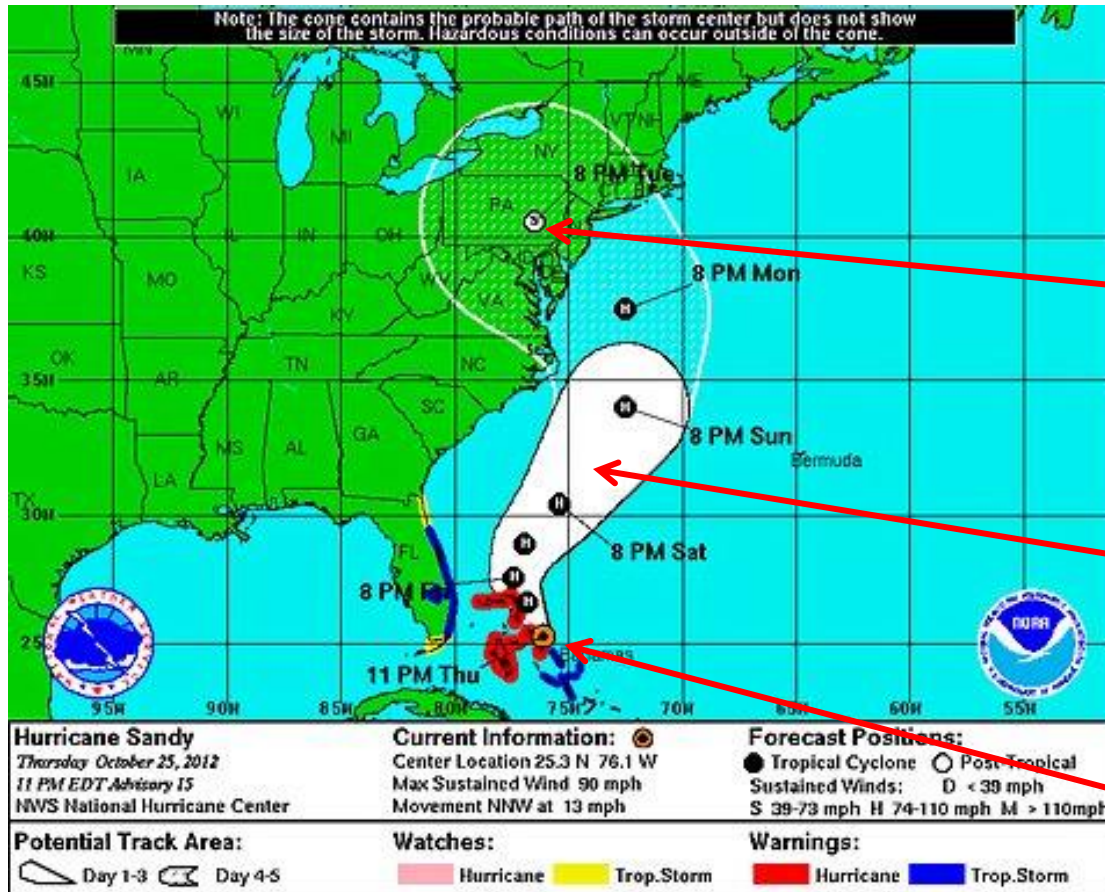 Note: The cone contains the probable path of the storm center but does not show
the size of the storm. Hazardous conditions can occur outside of the cone.
MN
45N
ME
WI
VT
NH
MI
NY
8 PM Tue
IA
PA
S
40N
IL
IN
OH
KS
MO
WV
DE
VA
8 PM Mon
KY
H
OK
TN
NC
35N
AR
H
SC
8 PM Sun
MS
AL
GA
LA
Bermuda
TX
30N
H
8 PM Sat
FL
H
H
8 PM Fri
H
NOAA
25N
Bahamas
11 PM Thu
95W 90W 85W 80W 75W 70W 65W 60W 55W
Hurricane Sandy
Thursday October 25, 2012
11 PM EDT Advisory 15
NWS National Hurricane Center
Current Information:
Center Location 25.3 N 76.1 W
Max Sustained Wind 90 mph
Movement NNW at 13 mph
Forecast Positions:
Tropical Cyclone Post-Tropical
Sustained Winds: D < 39 mph
S 39-73 mph H 74-110 mph M > 110mph
Potential Track Area:
Day 1-3 Day 4-5
Watches:
Hurricane Trop.Storm
Warnings:
Hurricane Trop.Storm